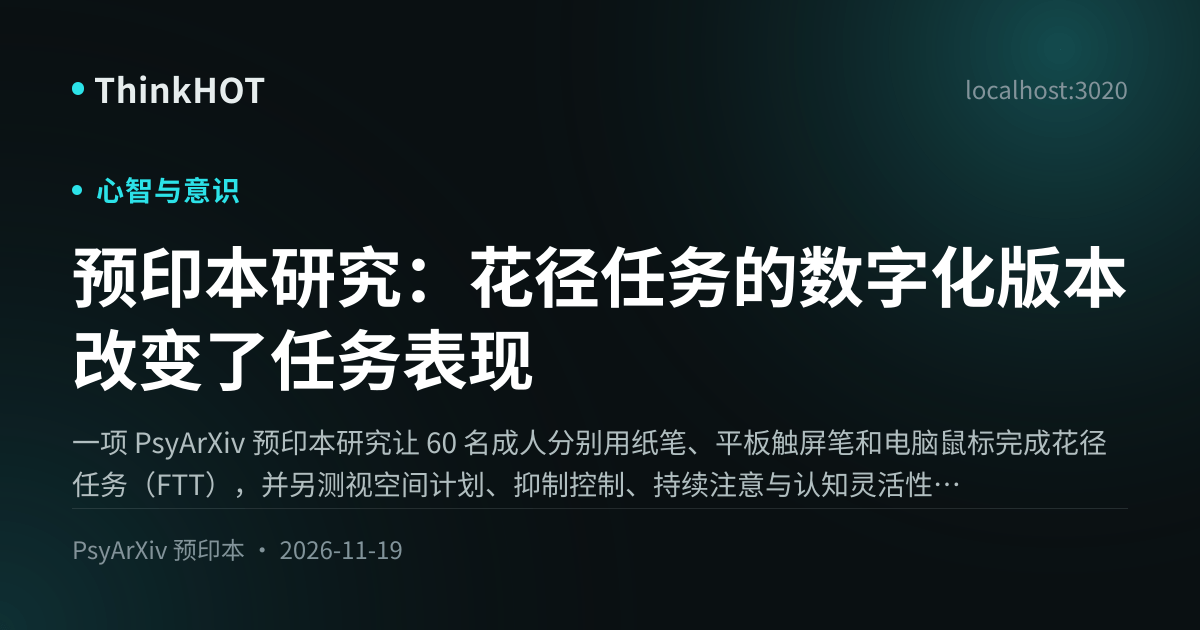 ThinkHOT
localhost:3020
心智与意识
预印本研究：花径任务的数字化版本
改变了任务表现
一项 PsyArXiv 预印本研究让 60 名成人分别用纸笔、平板触屏笔和电脑鼠标完成花径
任务（FTT），并另测视空间计划、抑制控制、持续注意与认知灵活性…
PsyArXiv 预印本 · 2026-11-19